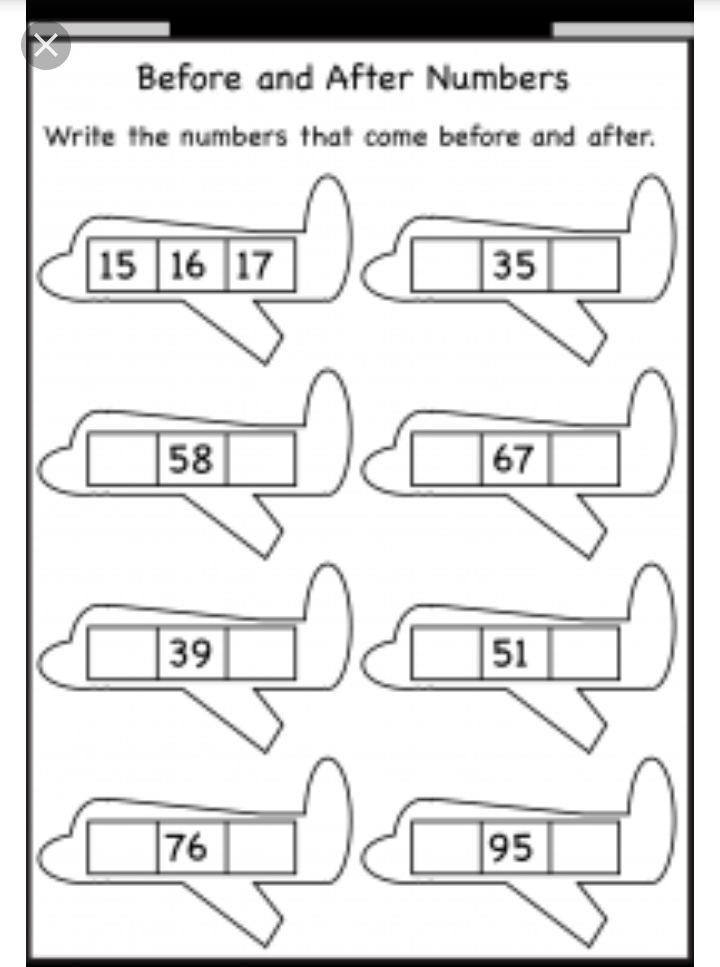 Before and After Numbers
Write the numbers that come before and after.
15 16 17
35
58
67
39
51
76
95